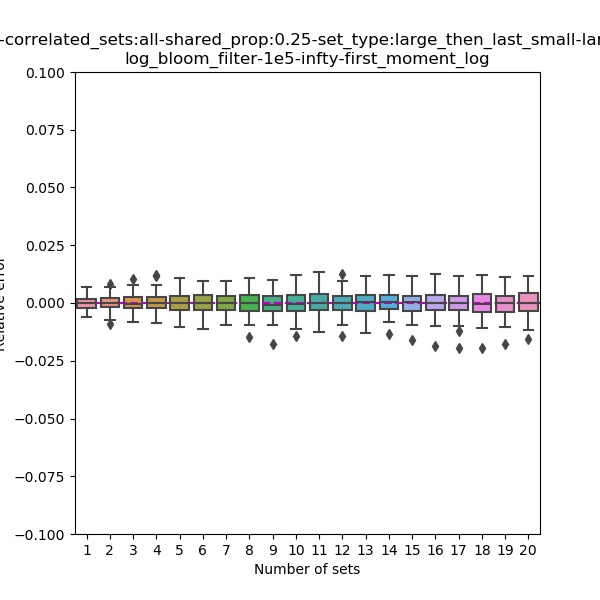 -correlated_sets:all-shared_prop:0.25-set_type:large_then_last_small-lar
log_bloom_filter-1e5-infty-first_moment_log
0.100
0.075
0.050
0.025
0.000
−0.025
−0.050
−0.075
−0.100
Relative error
1 2 3 4 5 6 7 8 9 10 11 12 13 14 15 16 17 18 19 20
Number of sets